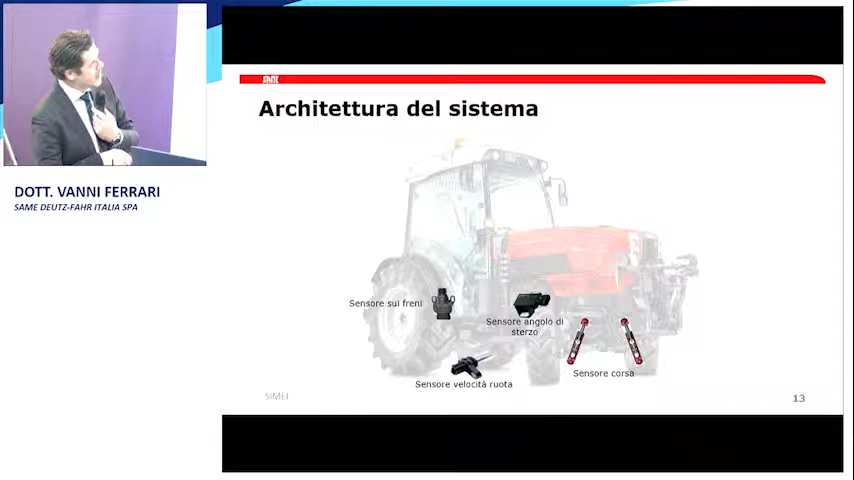 SAME
Architettura del sistema
DOTT. VANNI FERRARI
SAME DEUTZ-FAHR ITALIA SPA
Sensore sui freni
Sensore angolo di
sterzo
Sensore corsa
Sensore velocità ruota
SIMEI
13